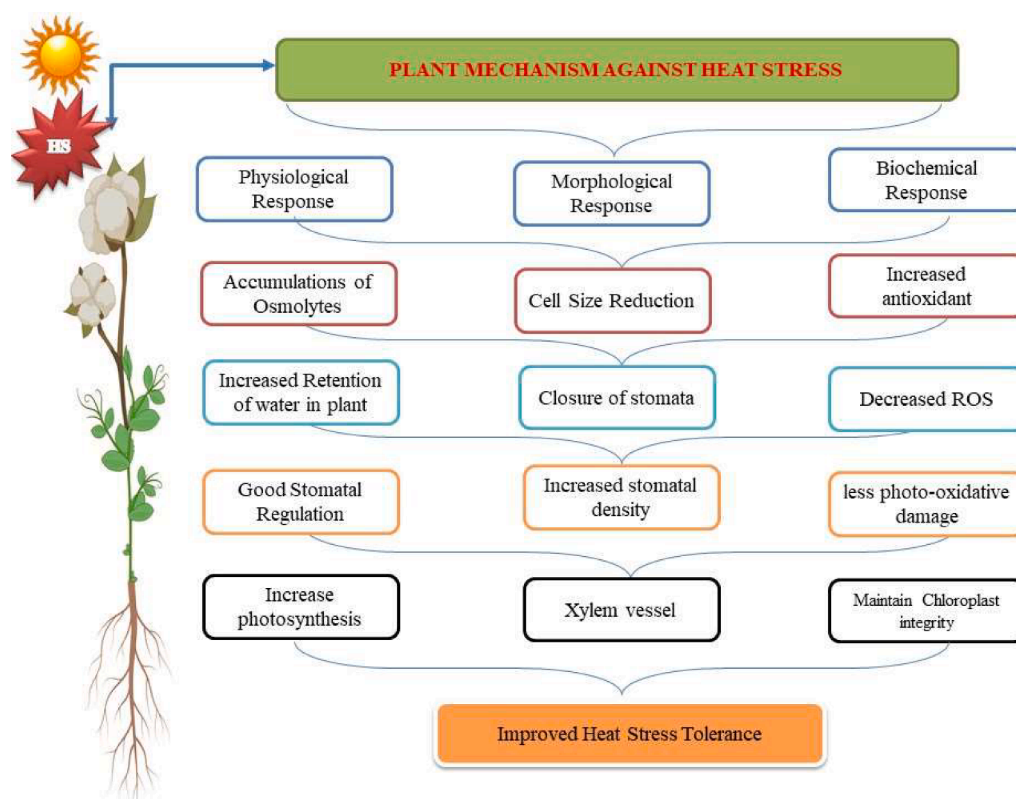 PLANT MECHANISM AGAINST HEAT STRESS
HS
Physiological
Response
Morphological
Response
Biochemical
Response
Accumulations of
Osmolytes
Cell Size Reduction
Increased
antioxidant
Increased Retention
of water in plant
Closure of stomata
Decreased ROS
Good Stomatal
Regulation
Increased stomatal
density
less photo-oxidative
damage
Increase
photosynthesis
Xylem vessel
Maintain Chloroplast
integrity
Improved Heat Stress Tolerance